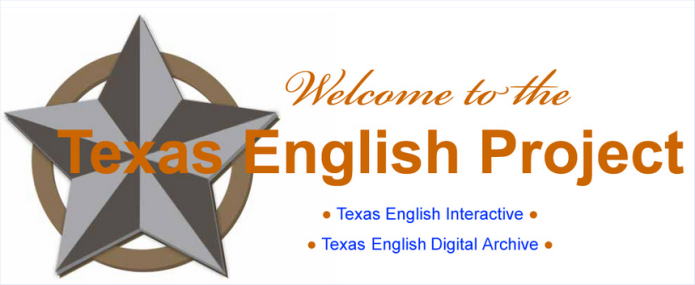 Welcome to the
Texas English Project
● Texas English Interactive ●
● Texas English Digital Archive ●